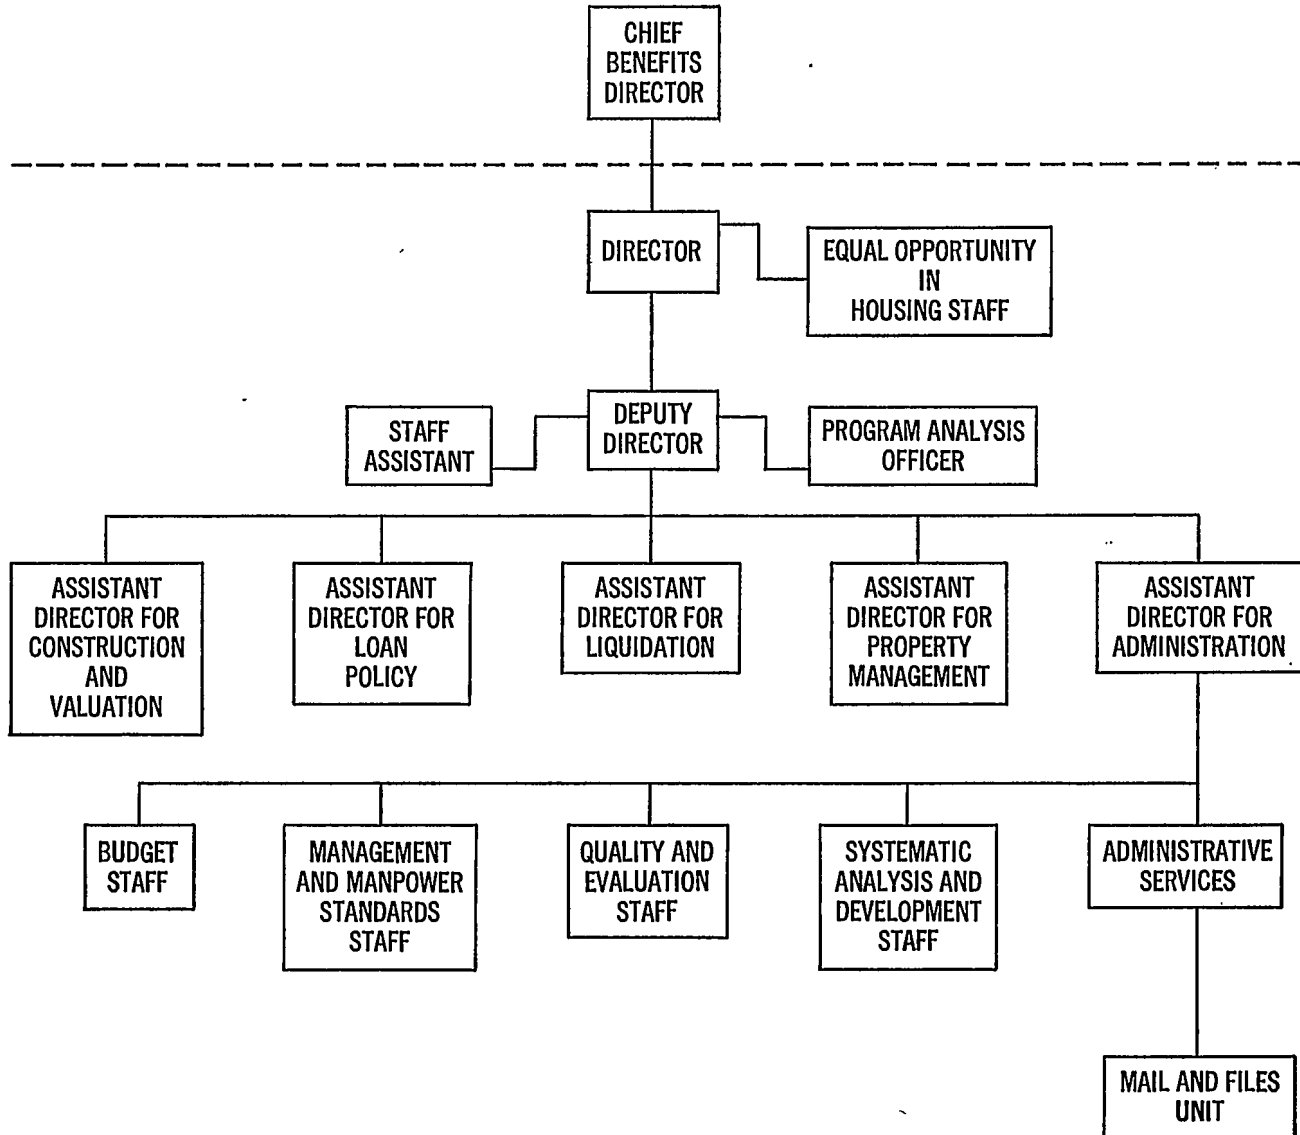 CHIEF
BENEFITS
DIRECTOR
DIRECTOR
EQUAL OPPORTUNITY
IN
HOUSING STAFF
STAFF
ASSISTANT
DEPUTY
DIRECTOR
PROGRAM ANALYSIS
OFFICER
ASSISTANT
DIRECTOR FOR
CONSTRUCTION
AND
VALUATION
ASSISTANT
DIRECTOR FOR
LOAN
POLICY
ASSISTANT
DIRECTOR FOR
LIQUIDATION
ASSISTANT
DIRECTOR FOR
PROPERTY
MANAGEMENT
ASSISTANT
DIRECTOR FOR
ADMINISTRATION
BUDGET
STAFF
MANAGEMENT
AND MANPOWER
STANDARDS
STAFF
QUALITY AND
EVALUATION
STAFF
SYSTEMATIC
ANALYSIS AND
DEVELOPMENT
STAFF
ADMINISTRATIVE
SERVICES
MAIL AND FILES
UNIT